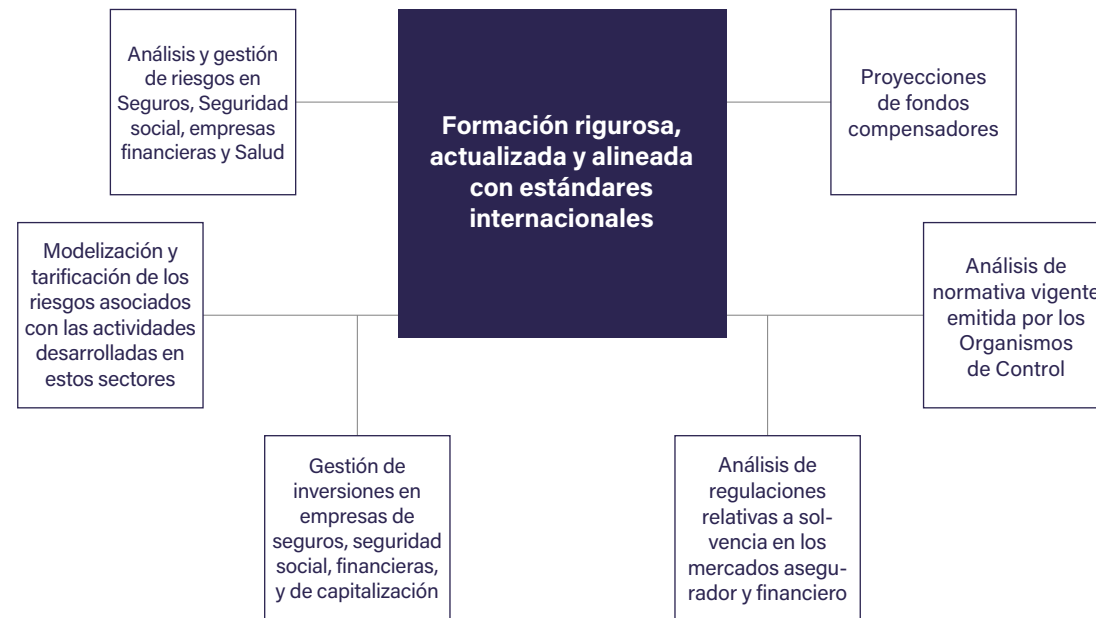 Análisis y gestión
de riesgos en
Seguros, Seguridad
social, empresas
financieras y Salud
Formación rigurosa,
actualizada y alineada
con estándares
internacionales
Proyecciones
de fondos
compensadores
Modelización y
tarificación de los
riesgos asociados
con las actividades
desarrolladas en
estos sectores
Análisis de
normativa vigente
emitida por los
Organismos
de Control
Gestión de
inversiones en
empresas de
seguros, seguridad
social, financieras,
y de capitalización
Análisis de
regulaciones
relativas a sol-
vencia en los
mercados asegu-
rador y financiero